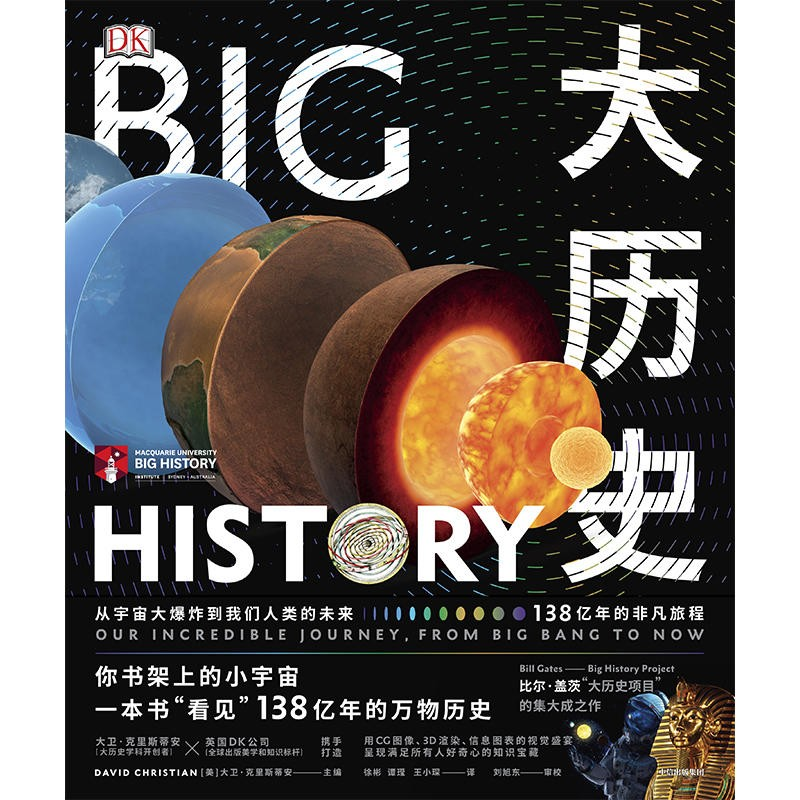 DK
BIG
大历史
MACQUARIE UNIVERSITY
BIG HISTORY
INSTITUTE | SYDNEY · AUSTRALIA
HISTORY
从宇宙大爆炸到我们人类的未来 138亿年的非凡旅程
OUR INCREDIBLE JOURNEY, FROM BIG BANG TO NOW
你书架上的小宇宙
一本书“看见”138亿年的万物历史
Bill Gates —— Big History Project
比尔·盖茨“大历史项目”
的集大成之作
大卫·克里斯蒂安 × 英国DK公司 携手
(大历史学科开创者) (全球出版美学和知识标杆) 打造
用CG图像、3D渲染、信息图表的视觉盛宴
呈现满足所有人好奇心的知识宝藏
DAVID CHRISTIAN [美]大卫·克里斯蒂安——主编 徐彬 谭瑾 王小琛——译 刘旭东——审校
中信出版集团